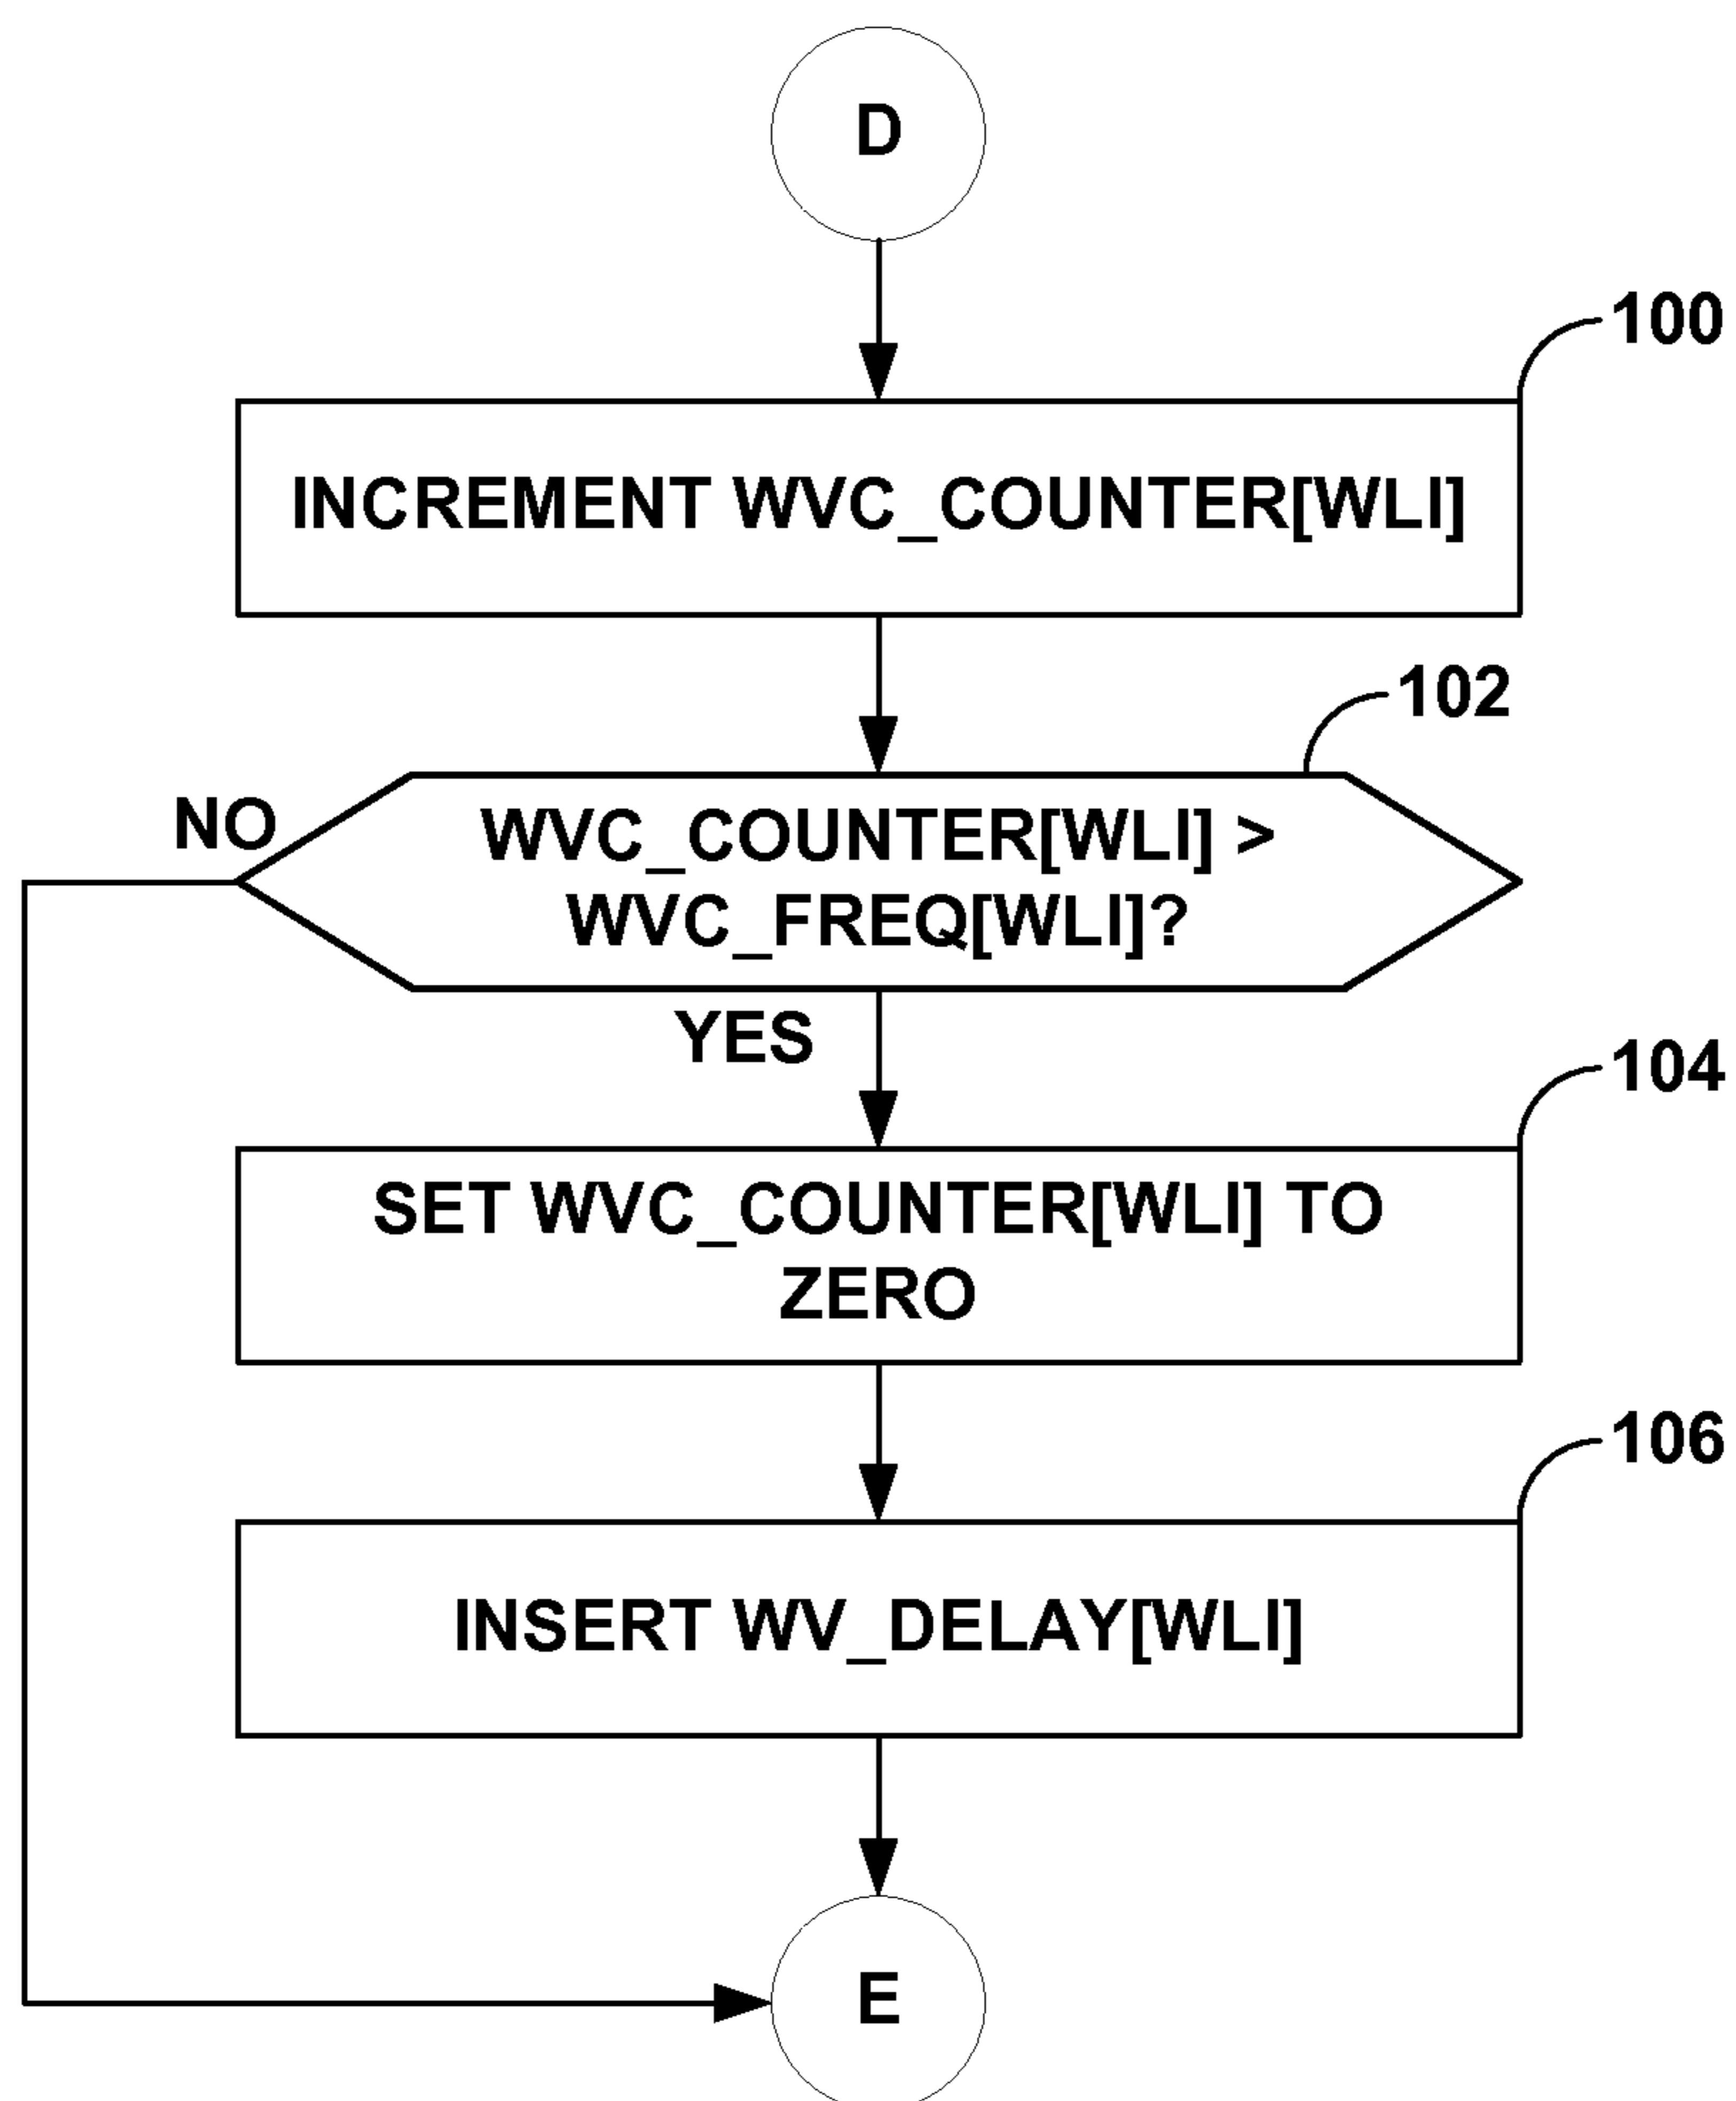 D
100
INCREMENT WVC_COUNTER[WLI]
102
NO
WVC_COUNTER[WLI] >
WVC_FREQ[WLI]?
YES
104
SET WVC_COUNTER[WLI] TO
ZERO
106
INSERT WV_DELAY[WLI]
E